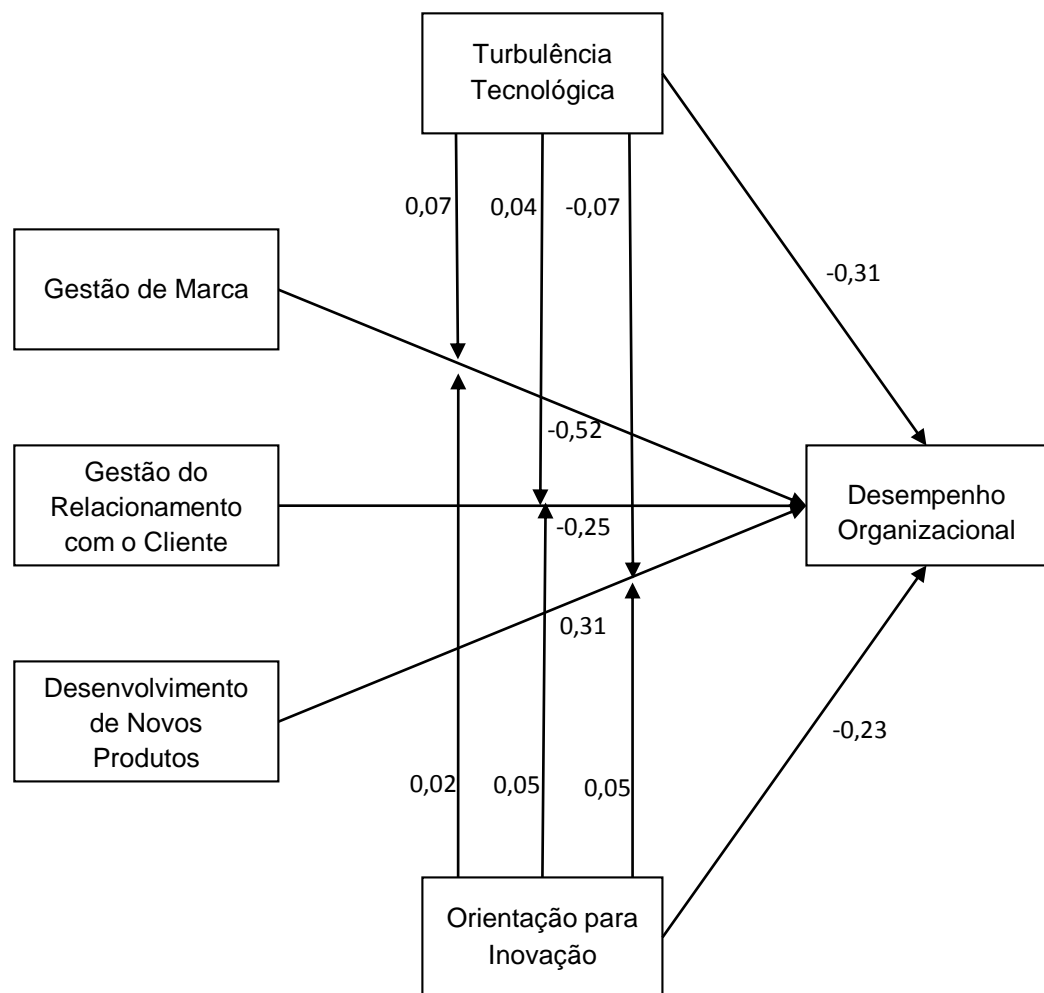 Turbulência
Tecnológica
0,07
0,04
-0,07
-0,31
Gestão de Marca
-0,52
Gestão do
Relacionamento
com o Cliente
-0,25
Desempenho
Organizacional
0,31
Desenvolvimento
de Novos
Produtos
-0,23
0,02
0,05
0,05
Orientação para
Inovação